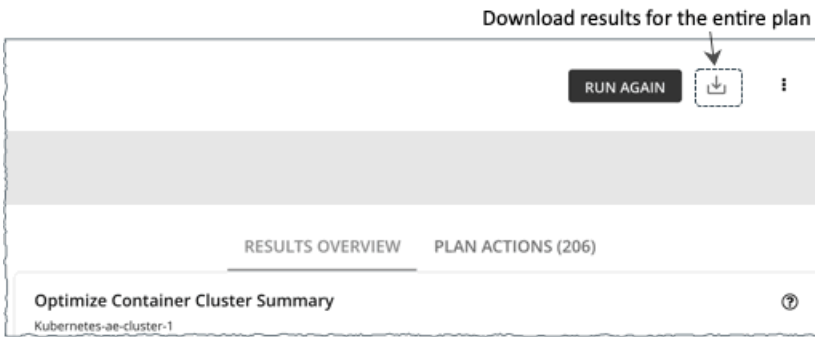 Download results for the entire plan
RUN AGAIN
RESULTS OVERVIEW PLAN ACTIONS (206)
Optimize Container Cluster Summary
Kubernetes-ae-cluster-1